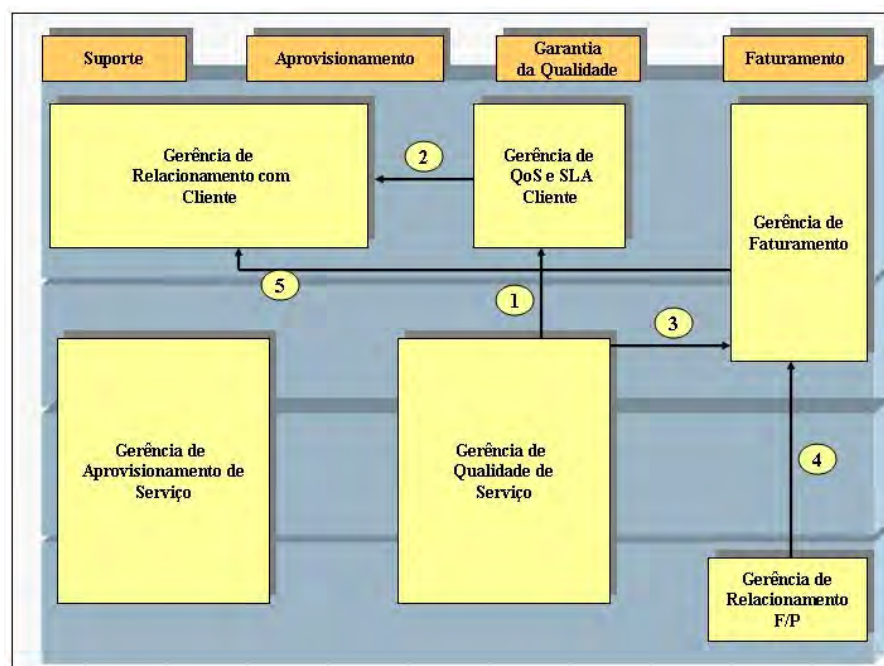 Suporte
Aprovisionamento
Garantia
da Qualidade
Faturamento
Gerência de
Relacionamento com
Cliente
2
Gerência de
QoS e SLA
Cliente
Gerência de
Faturamento
5
1
3
Gerência de
Aprovisionamento de
Serviço
Gerência de
Qualidade de
Serviço
4
Gerência de
Relacionamento
F/P